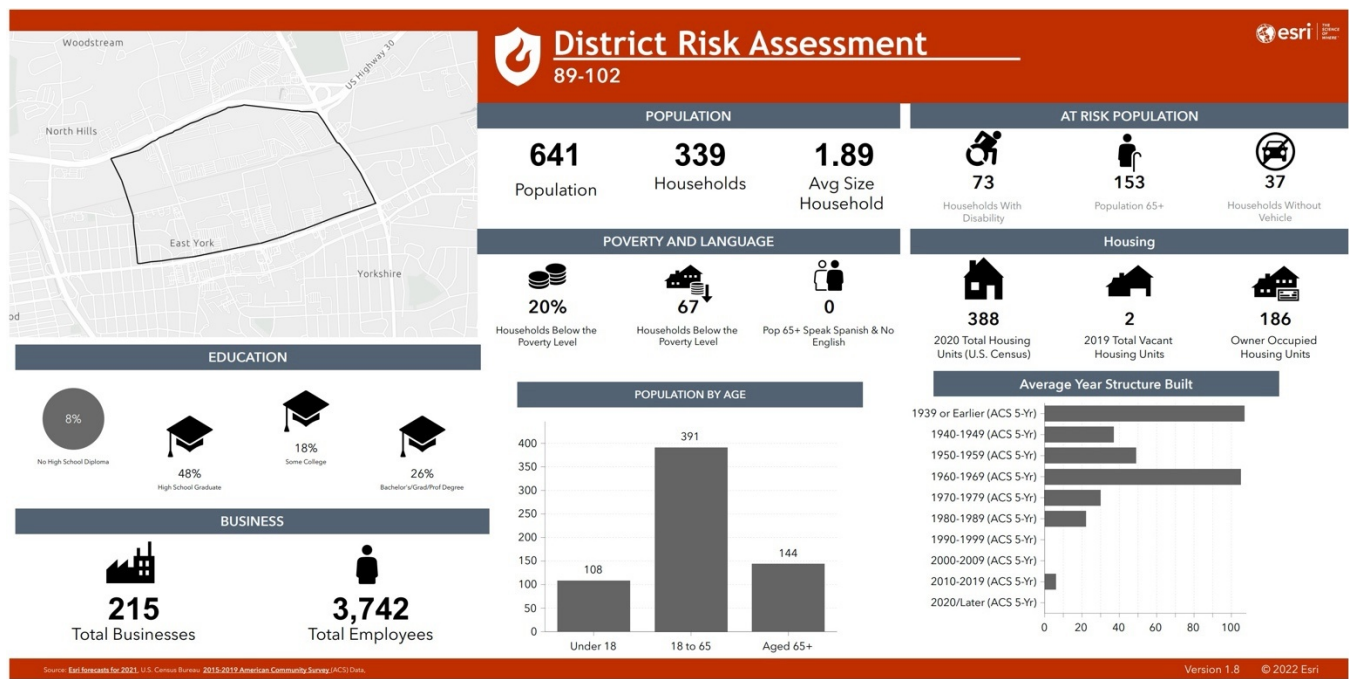 Woodstream
US Highway 30
North Hills
East York
Yorkshire
od
District Risk Assessment
89-102
esri
THE
SCIENCE
OF
WHERE
POPULATION
641
Population
339
Households
1.89
Avg Size
Household
AT RISK POPULATION
73
Households With
Disability
153
Population 65+
37
Households Without
Vehicle
POVERTY AND LANGUAGE
20%
Households Below the
Poverty Level
67
Households Below the
Poverty Level
0
Pop 65+ Speak Spanish & No
English
Housing
388
2020 Total Housing
Units (U.S. Census)
2
2019 Total Vacant
Housing Units
186
Owner Occupied
Housing Units
EDUCATION
8%
No High School Diploma
48%
High School Graduate
18%
Some College
26%
Bachelor's/Grad/Prof Degree
BUSINESS
215
Total Businesses
3,742
Total Employees
POPULATION BY AGE
400
350
300
250
200
150
100
50
0
108
391
144
Under 18
18 to 65
Aged 65+
Average Year Structure Built
1939 or Earlier (ACS 5-Yr)
1940-1949 (ACS 5-Yr)
1950-1959 (ACS 5-Yr)
1960-1969 (ACS 5-Yr)
1970-1979 (ACS 5-Yr)
1980-1989 (ACS 5-Yr)
1990-1999 (ACS 5-Yr)
2000-2009 (ACS 5-Yr)
2010-2019 (ACS 5-Yr)
2020/Later (ACS 5-Yr)
0 20 40 60 80 100
Source: Esri forecasts for 2021, U.S. Census Bureau 2015-2019 American Community Survey (ACS) Data,
Version 1.8 © 2022 Esri